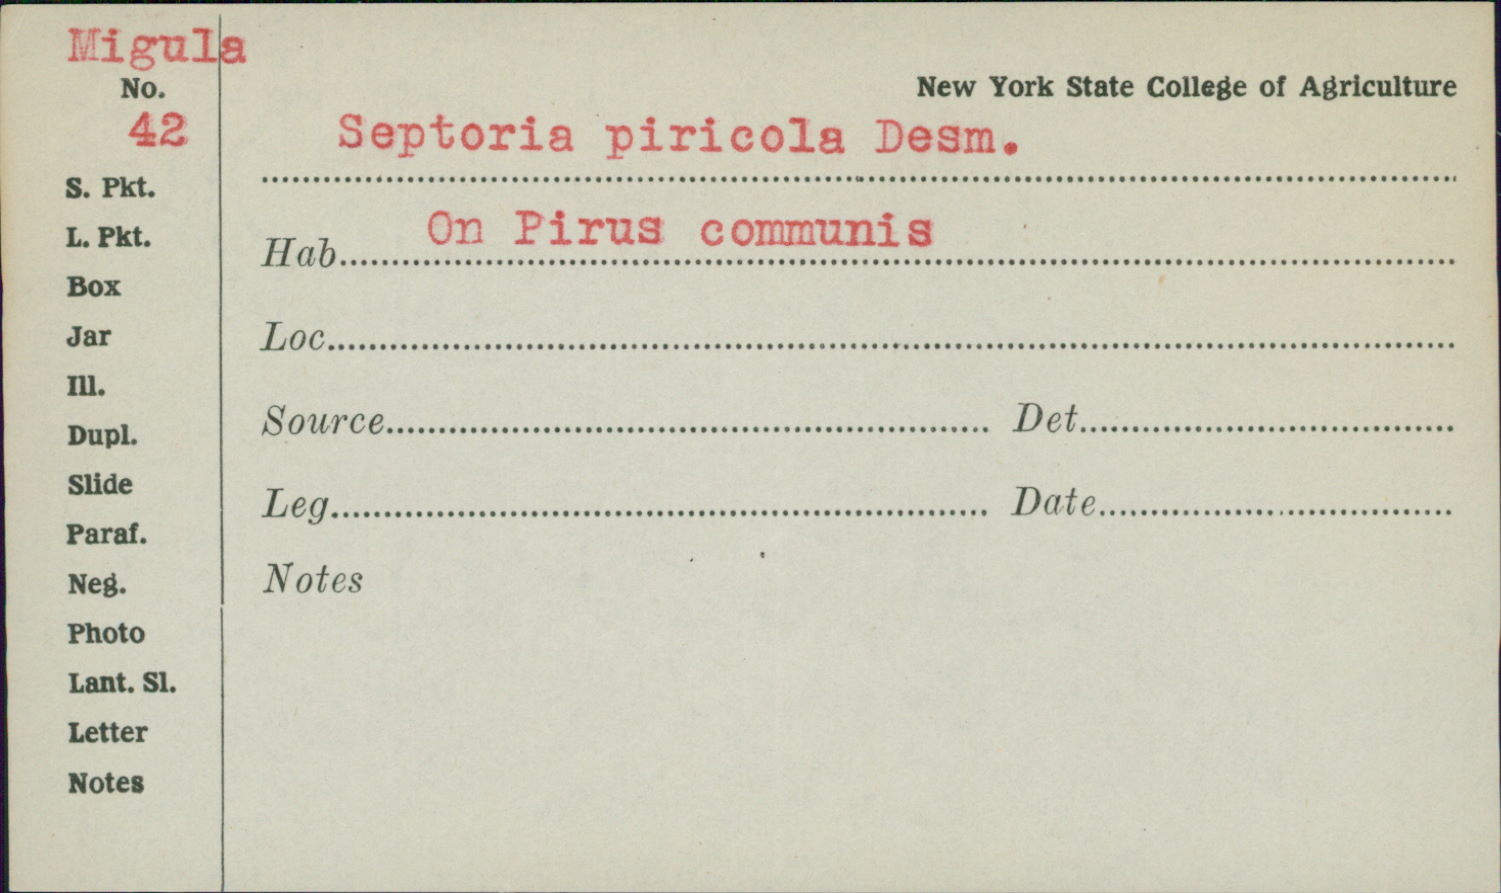 Migula
No.
42
New York State College of Agriculture
Septoria piricola Desm.
S. Pkt.
L. Pkt.
Box
Jar
Ill.
Dupl.
Slide
Paraf.
Neg.
Photo
Lant. Sl.
Letter
Notes
Hab. On Pirus communis
Loc.
Source Det.
Leg. Date
Notes